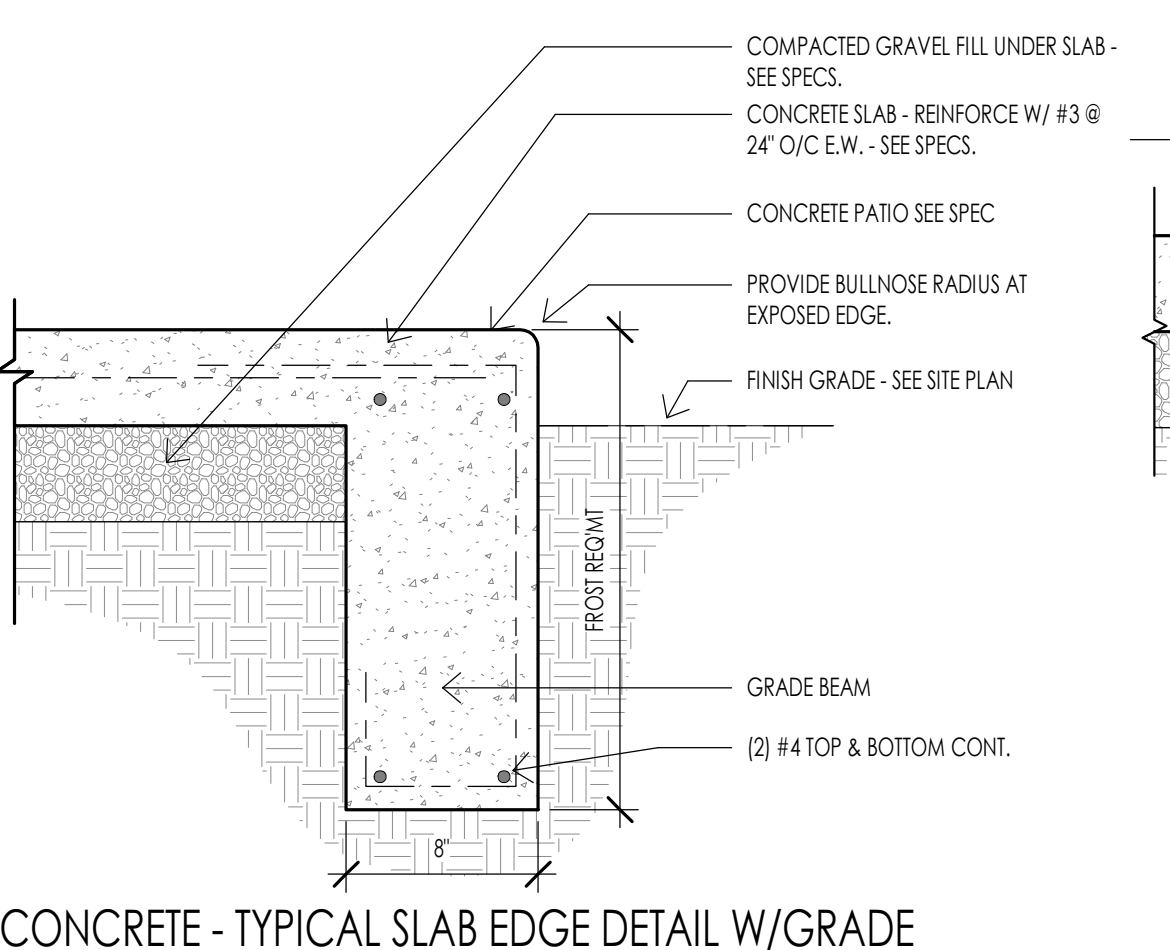 COMPACTED GRAVEL FILL UNDER SLAB -
SEE SPECS.
CONCRETE SLAB - REINFORCE W/ #3 @
24" O/C E.W. - SEE SPECS.
CONCRETE PATIO SEE SPEC
PROVIDE BULLNOSE RADIUS AT
EXPOSED EDGE.
FINISH GRADE - SEE SITE PLAN
FROST REQ'MT
GRADE BEAM
(2) #4 TOP & BOTTOM CONT.
8"
CONCRETE - TYPICAL SLAB EDGE DETAIL W/GRADE